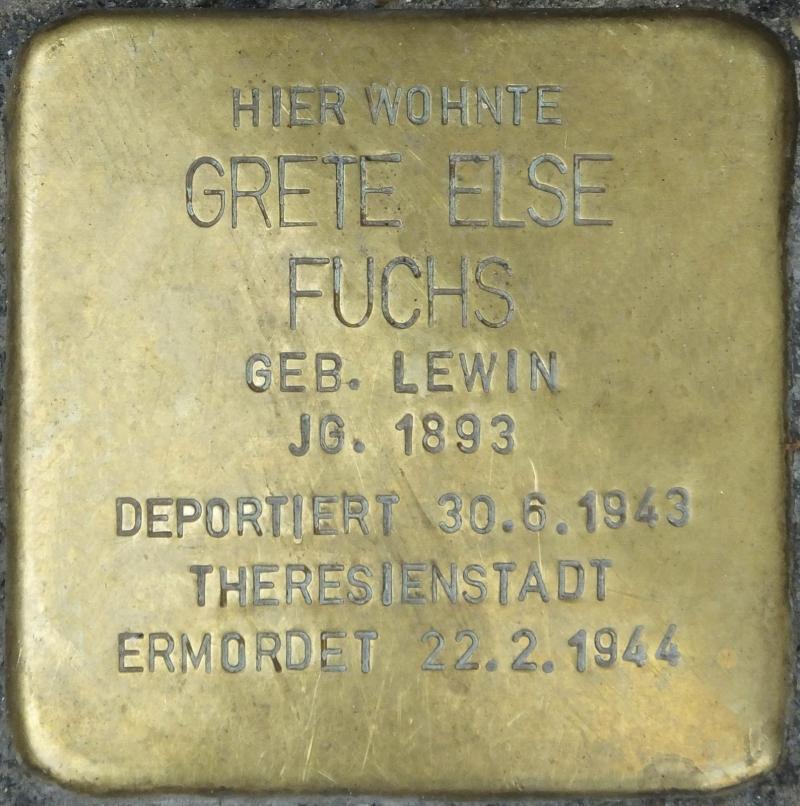 HIER WOHNTE
GRETE ELSE
FUCHS
GEB. LEWIN
JG. 1893
DEPORTIERT 30.6.1943
THERESIENSTADT
ERMORDET 22.2.1944